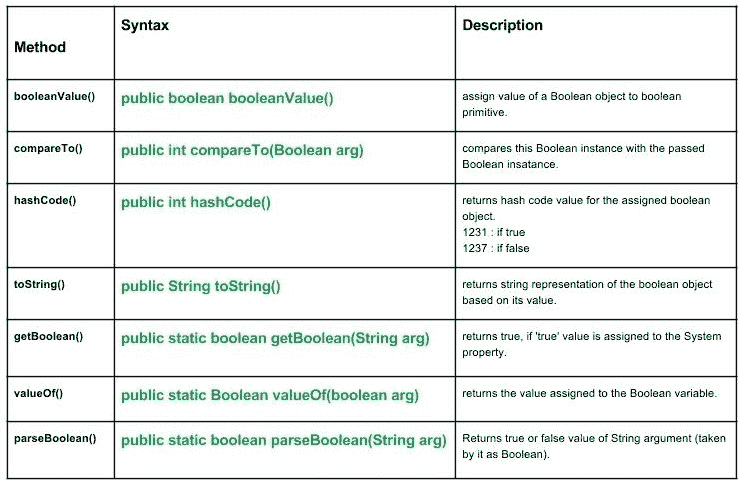 Method
Syntax
Description
booleanValue()
public boolean booleanValue()
assign value of a Boolean object to boolean
primitive.
compareTo()
public int compareTo(Boolean arg)
compares this Boolean instance with the passed
Boolean insatance.
hashCode()
public int hashCode()
returns hash code value for the assigned boolean
object.
1231 : if true
1237 : if false
toString()
public String toString()
returns string representation of the boolean object
based on its value.
getBoolean()
public static boolean getBoolean(String arg)
returns true, if 'true' value is assigned to the System
property.
valueOf()
public static Boolean valueOf(boolean arg)
returns the value assigned to the Boolean variable.
parseBoolean()
public static boolean parseBoolean(String arg)
Returns true or false value of String argument (taken
by it as Boolean).